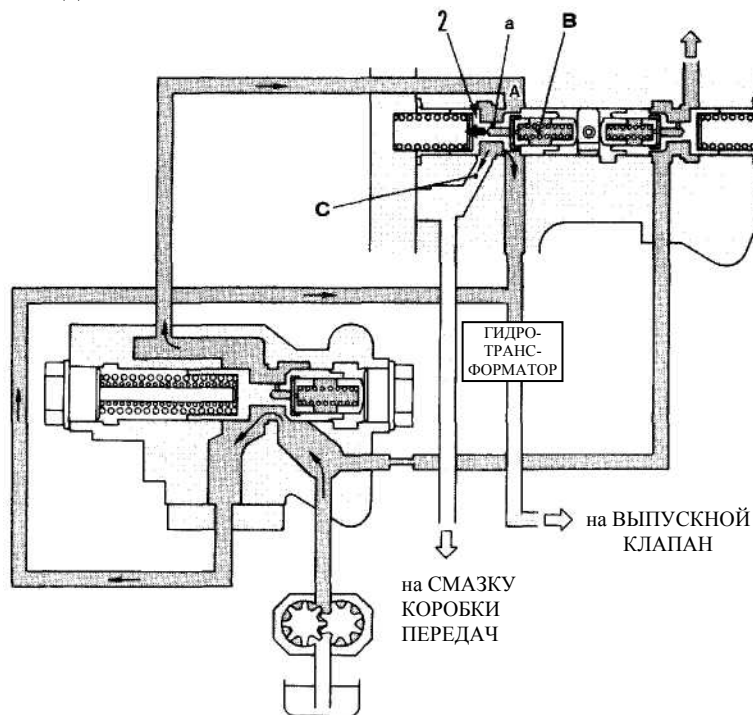 2
a
B
A
C
ГИДРО-
ТРАНС-
ФОРМАТОР
на ВЫПУСКНОЙ
КЛАПАН
на СМАЗКУ
КОРОБКИ
ПЕРЕДАЧ